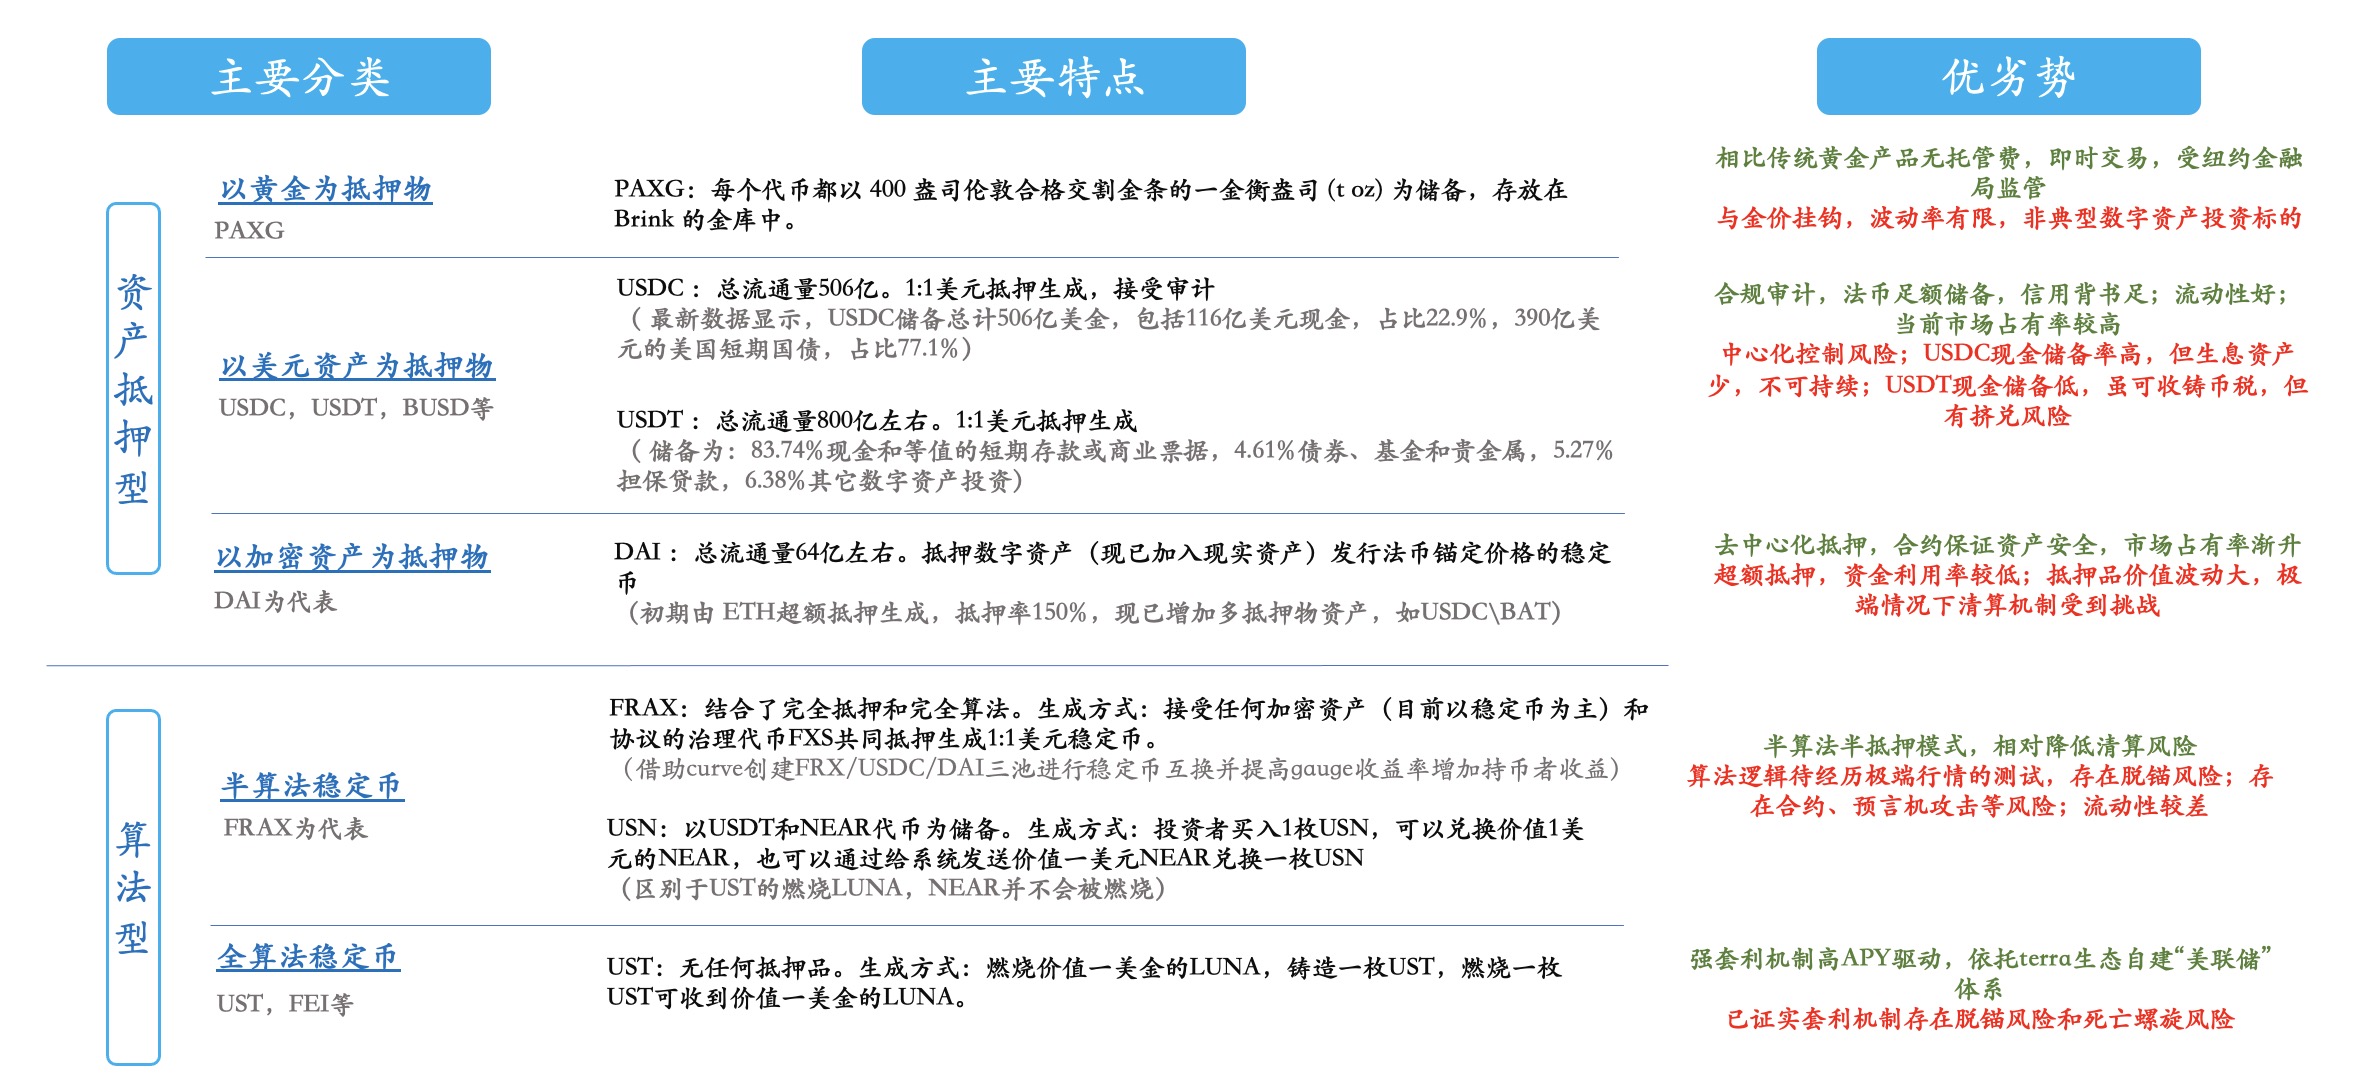 主要分类
主要特点
优劣势
资产抵押型
以黄金为抵押物
PAXG
PAXG：每个代币都以 400 盎司伦敦合格交割金条的一金衡盎司 (t oz) 为储备，存放在
Brink 的金库中。
相比传统黄金产品无托管费，即时交易，受纽约金融
局监管
与金价挂钩，波动率有限，非典型数字资产投资标的
以美元资产为抵押物
USDC，USDT，BUSD等
USDC ：总流通量506亿。1:1美元抵押生成，接受审计
（ 最新数据显示，USDC储备总计506亿美金，包括116亿美元现金，占比22.9%，390亿美
元的美国短期国债，占比77.1%）
USDT ：总流通量800亿左右。1:1美元抵押生成
（ 储备为：83.74%现金和等值的短期存款或商业票据，4.61%债券、基金和贵金属，5.27%
担保贷款，6.38%其它数字资产投资）
合规审计，法币足额储备，信用背书足；流动性好；
当前市场占有率较高
中心化控制风险；USDC现金储备率高，但生息资产
少，不可持续；USDT现金储备低，虽可收铸币税，但
有挤兑风险
以加密资产为抵押物
DAI为代表
DAI ：总流通量64亿左右。抵押数字资产（现已加入现实资产）发行法币锚定价格的稳定
币
（初期由 ETH超额抵押生成，抵押率150%，现已增加多抵押物资产，如USDC\BAT）
去中心化抵押，合约保证资产安全，市场占有率渐升
超额抵押，资金利用率较低；抵押品价值波动大，极
端情况下清算机制受到挑战
算法型
半算法稳定币
FRAX为代表
FRAX：结合了完全抵押和完全算法。生成方式：接受任何加密资产（目前以稳定币为主）和
协议的治理代币FXS共同抵押生成1:1美元稳定币。
（借助curve创建FRX/USDC/DAI三池进行稳定币互换并提高gauge收益率增加持币者收益）
USN：以USDT和NEAR代币为储备。生成方式：投资者买入1枚USN，可以兑换价值1美
元的NEAR，也可以通过给系统发送价值一美元NEAR兑换一枚USN
（区别于UST的燃烧LUNA，NEAR并不会被燃烧）
半算法半抵押模式，相对降低清算风险
算法逻辑待经历极端行情的测试，存在脱锚风险；存
在合约、预言机攻击等风险；流动性较差
全算法稳定币
UST，FEI等
UST：无任何抵押品。生成方式：燃烧价值一美金的LUNA，铸造一枚UST，燃烧一枚
UST可收到价值一美金的LUNA。
强套利机制高APY驱动，依托terra生态自建“美联储”
体系
已证实套利机制存在脱锚风险和死亡螺旋风险